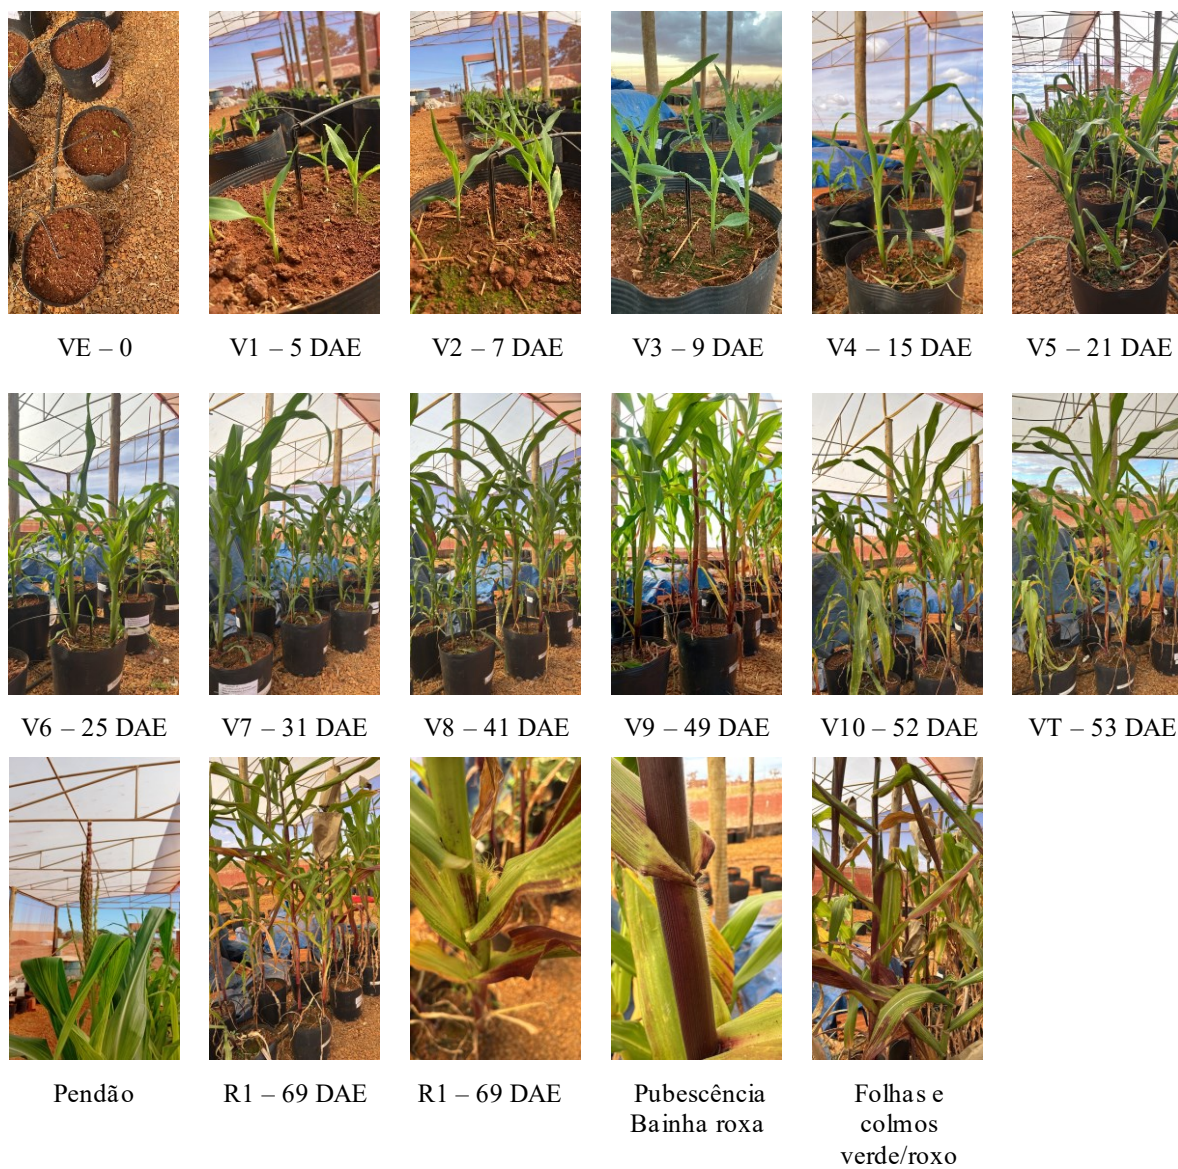 VE – 0
V1 – 5 DAE
V2 – 7 DAE
V3 – 9 DAE
V4 – 15 DAE
V5 – 21 DAE
V6 – 25 DAE
V7 – 31 DAE
V8 – 41 DAE
V9 – 49 DAE
V10 – 52 DAE
VT – 53 DAE
Pendão
R1 – 69 DAE
R1 – 69 DAE
Pubescência
Bainha roxa
Folhas e
colmos
verde/roxo